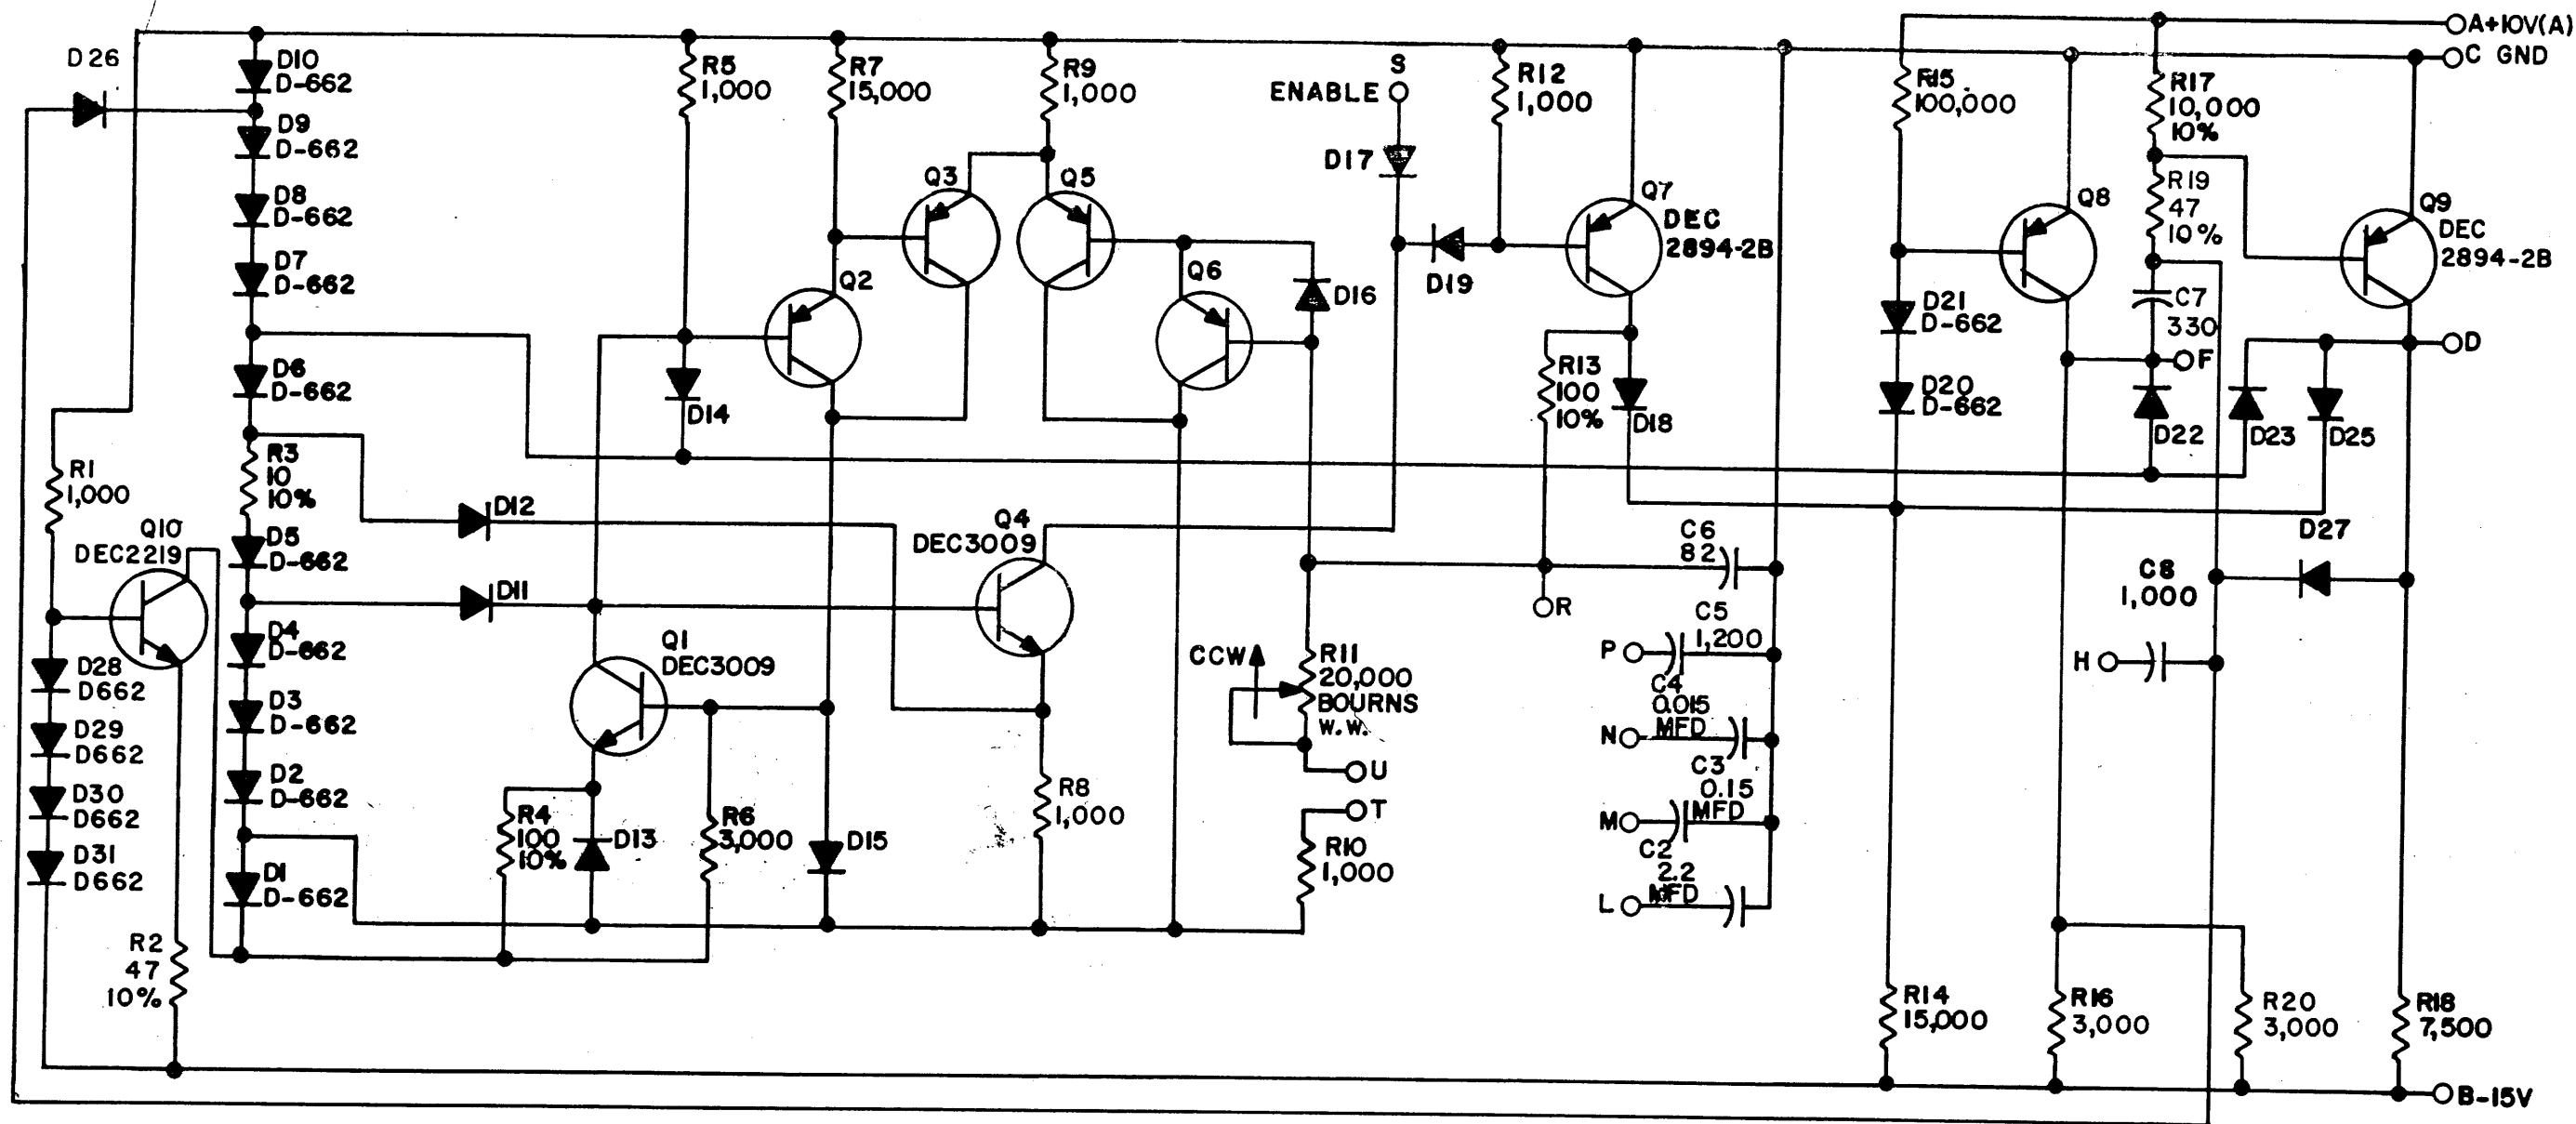 A+10V(A)
C GND
D26
D10
D-662
D9
D-662
D8
D-662
D7
D-662
D6
D-662
R3
10
10%
D5
D-662
D4
D-662
D3
D-662
D2
D-662
D1
D-662
R1
1,000
Q10
DEC2219
D28
D662
D29
D662
D30
D662
D31
D662
R2
47
10%
R5
1,000
R7
15,000
R9
1,000
Q3
Q5
Q2
Q6
D14
D16
D12
D11
Q4
DEC3009
Q1
DEC3009
R4
100
10%
D13
R6
3,000
D15
R8
1,000
CCW
R11
20,000
BOURNS
W.W.
U
T
R10
1,000
S
ENABLE
D17
D19
R12
1,000
Q7
DEC
2894-2B
R13
100
10%
D18
R
C6
82
C5
1,200
P
C4
0.015
MFD
N
C3
0.15
MFD
M
C2
2.2
MFD
L
R15
100,000
D21
D-662
D20
D-662
Q8
R17
10,000
10%
R19
47
10%
C7
330
F
Q9
DEC
2894-2B
D
D22
D23
D25
D27
C8
1,000
H
R14
15,000
R16
3,000
R20
3,000
R18
7,500
B-15V